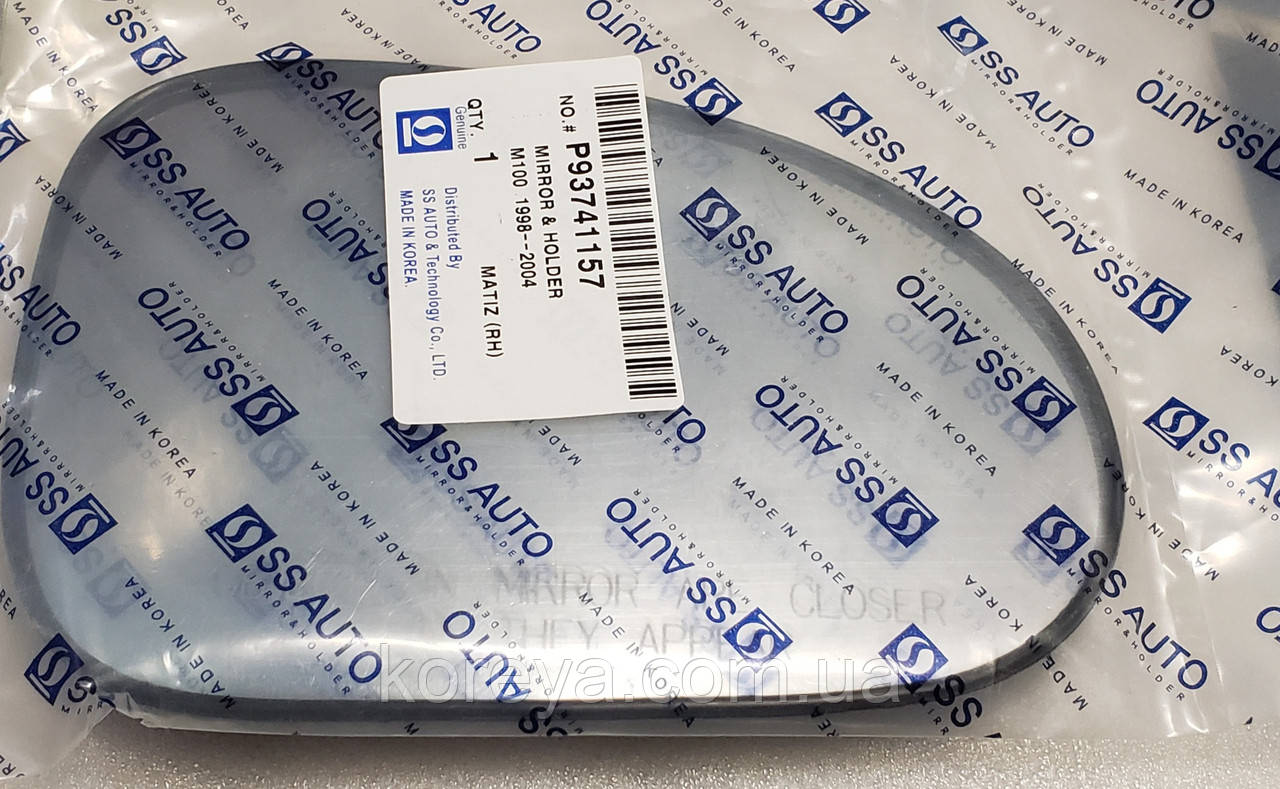 NO.# P93741157
MIRROR & HOLDER
M100 1998--2004
MATIZ (RH)
QTY. 1
Genuine
Distributed By
SS AUTO & Technology Co., LTD.
MADE IN KOREA.
SS AUTO
MIRROR&HOLDER
MADE IN KOREA
MIRROR CLOSER
koreya.com.ua